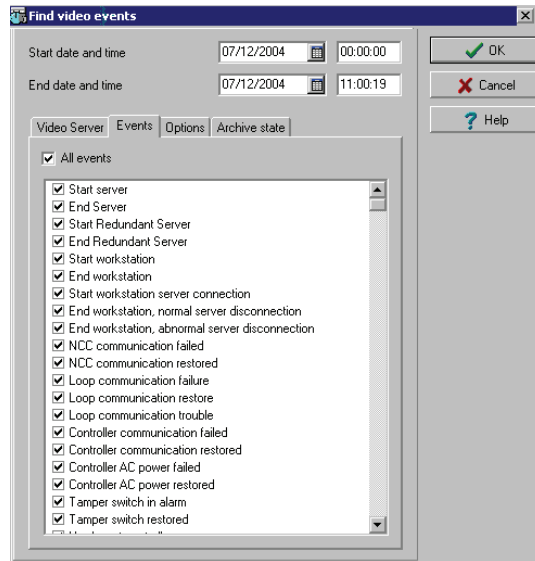 Find video events
Start date and time 07/12/2004 00:00:00
End date and time 07/12/2004 11:00:19
OK
Cancel
Help
Video Server Events Options Archive state
All events
Start server
End Server
Start Redundant Server
End Redundant Server
Start workstation
End workstation
Start workstation server connection
End workstation, normal server disconnection
End workstation, abnormal server disconnection
NCC communication failed
NCC communication restored
Loop communication failure
Loop communication restore
Loop communication trouble
Controller communication failed
Controller communication restored
Controller AC power failed
Controller AC power restored
Tamper switch in alarm
Tamper switch restored